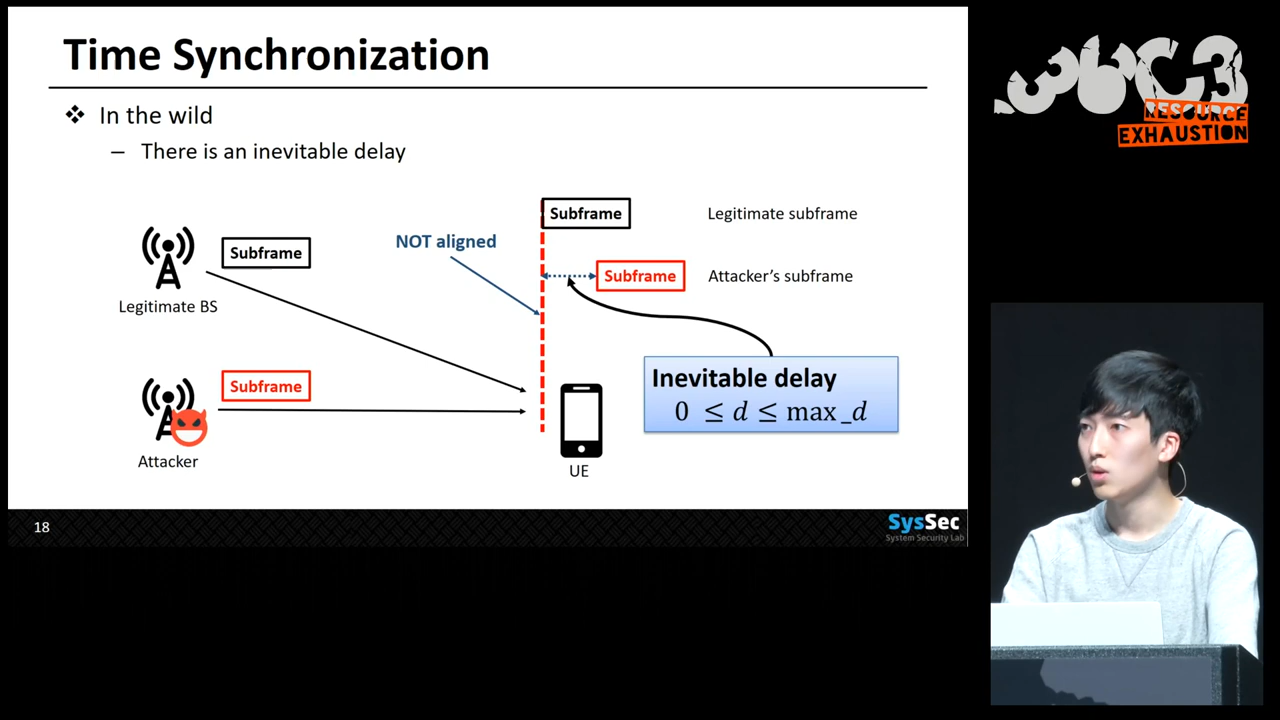 Time Synchronization
❖ In the wild
– There is an inevitable delay
Subframe
Legitimate BS
Subframe
Attacker
NOT aligned
Subframe
Legitimate subframe
Subframe
Attacker's subframe
Inevitable delay
0 ≤ d ≤ max_d
UE
18
SysSec
System Security Lab
36C3
RESOURCE
EXHAUSTION